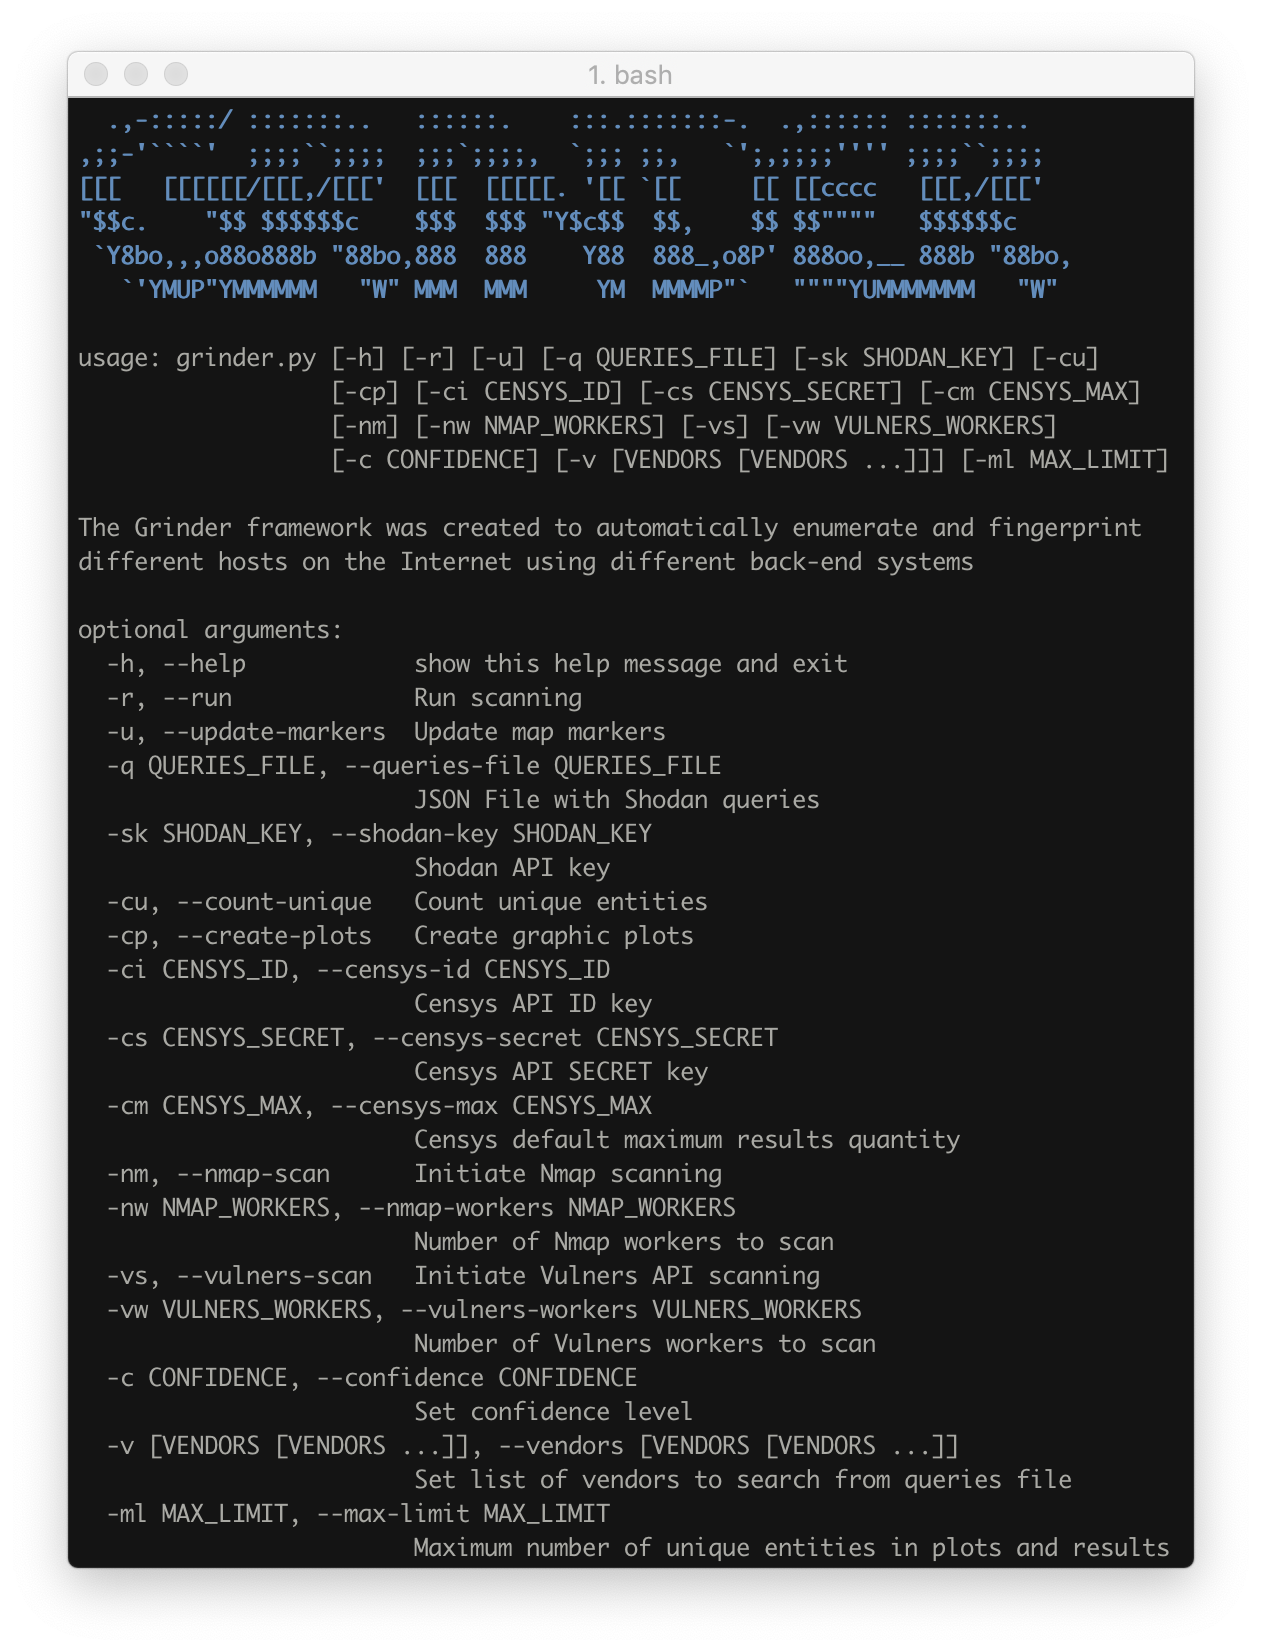 1. bash
  .,-:::::/ :::::::..   ::::::.    :::.:::::::-.  .,:::::: :::::::..
,;;-'````'  ;;;;``;;;;  ;;;`;;;;,  `;;; ;;,   `';,;;;;'''' ;;;;``;;;;
[[[   [[[[[[/[[[,/[[['  [[[  [[[[[. '[[ `[[     [[ [[cccc   [[[,/[[['
"$$c.    "$$ $$$$$$c    $$$  $$$ "Y$c$$  $$,    $$ $$""""   $$$$$$c
 `Y8bo,,,o88o888b "88bo,888  888    Y88  888_,o8P' 888oo,__ 888b "88bo,
   `'YMUP"YMMMMMM   "W" MMM  MMM     YM  MMMMP"`   """"YUMMMMMMM   "W"
usage: grinder.py [-h] [-r] [-u] [-q QUERIES_FILE] [-sk SHODAN_KEY] [-cu]
                  [-cp] [-ci CENSYS_ID] [-cs CENSYS_SECRET] [-cm CENSYS_MAX]
                  [-nm] [-nw NMAP_WORKERS] [-vs] [-vw VULNERS_WORKERS]
                  [-c CONFIDENCE] [-v [VENDORS [VENDORS ...]]] [-ml MAX_LIMIT]
The Grinder framework was created to automatically enumerate and fingerprint
different hosts on the Internet using different back-end systems
optional arguments:
  -h, --help            show this help message and exit
  -r, --run             Run scanning
  -u, --update-markers  Update map markers
  -q QUERIES_FILE, --queries-file QUERIES_FILE
                        JSON File with Shodan queries
  -sk SHODAN_KEY, --shodan-key SHODAN_KEY
                        Shodan API key
  -cu, --count-unique   Count unique entities
  -cp, --create-plots   Create graphic plots
  -ci CENSYS_ID, --censys-id CENSYS_ID
                        Censys API ID key
  -cs CENSYS_SECRET, --censys-secret CENSYS_SECRET
                        Censys API SECRET key
  -cm CENSYS_MAX, --censys-max CENSYS_MAX
                        Censys default maximum results quantity
  -nm, --nmap-scan      Initiate Nmap scanning
  -nw NMAP_WORKERS, --nmap-workers NMAP_WORKERS
                        Number of Nmap workers to scan
  -vs, --vulners-scan   Initiate Vulners API scanning
  -vw VULNERS_WORKERS, --vulners-workers VULNERS_WORKERS
                        Number of Vulners workers to scan
  -c CONFIDENCE, --confidence CONFIDENCE
                        Set confidence level
  -v [VENDORS [VENDORS ...]], --vendors [VENDORS [VENDORS ...]]
                        Set list of vendors to search from queries file
  -ml MAX_LIMIT, --max-limit MAX_LIMIT
                        Maximum number of unique entities in plots and results